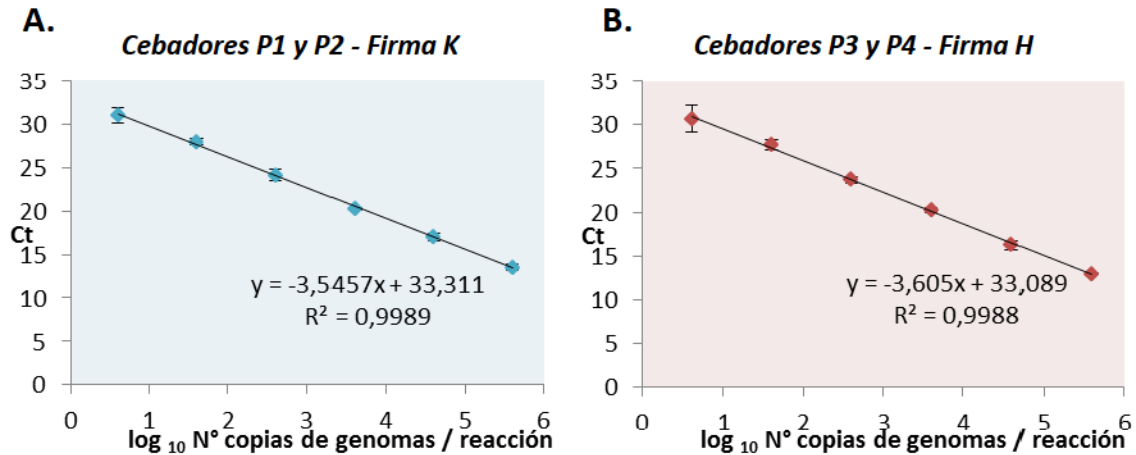 A.
Cebadores P1 y P2 - Firma K
35
30
25
20
15
10
5
0
Ct
y = -3,5457x + 33,311
R² = 0,9989
0 1 2 3 4 5 6
log 10 N° copias de genomas / reacción
B.
Cebadores P3 y P4 - Firma H
35
30
25
20
15
10
5
0
Ct
y = -3,605x + 33,089
R² = 0,9988
0 1 2 3 4 5 6
log 10 N° copias de genomas / reacción